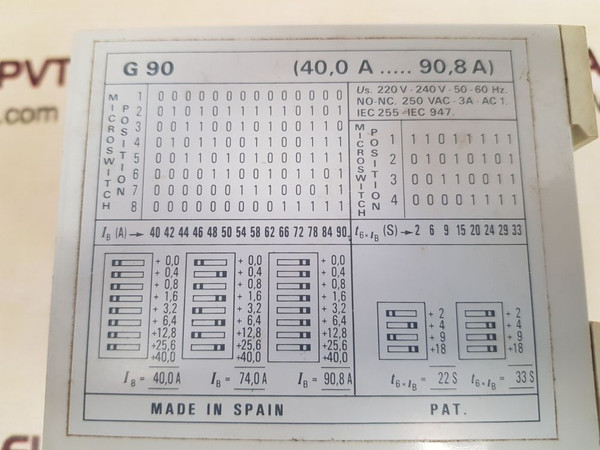 G 90 (40,0 A ..... 90,8 A)
Us. 220 V - 240 V - 50 - 60 Hz.
NO-NC. 250 VAC - 3A - AC 1.
IEC 255 - IEC 947.
MICROSWITCH POSITION
1 0 0 0 0 0 0 0 0 0 0 0 0 0 0
2 0 1 0 1 0 1 1 1 1 1 0 1 0 1
3 0 0 1 1 0 0 1 0 1 0 0 1 1 0
4 0 1 0 1 1 0 0 1 1 0 0 1 1 1
5 0 0 1 1 0 1 0 1 0 0 0 1 1 1
6 0 0 0 0 1 1 0 0 1 0 1 1 0 1
7 0 0 0 0 0 0 1 1 1 0 0 0 1 1
8 0 0 0 0 0 0 0 0 0 1 1 1 1 1
IB (A) → 40 42 44 46 48 50 54 58 62 66 72 78 84 90
MICROSWITCH POSITION
1 1 1 0 1 1 1 1 1
2 0 1 0 1 0 1 0 1
3 0 0 1 1 0 0 1 1
4 0 0 0 0 1 1 1 1
t6×IB (S) → 2 6 9 15 20 24 29 33
+ 0,0 + 0,0 + 0,0
+ 0,4 + 0,4 + 0,4
+ 0,8 + 0,8 + 0,8
+ 1,6 + 1,6 + 1,6
+ 3,2 + 3,2 + 3,2
+ 6,4 + 6,4 + 6,4
+12,8 +12,8 +12,8
+25,6 +25,6 +25,6
+40,0 +40,0 +40,0
IB = 40,0 A IB = 74,0 A IB = 90,8 A
+ 2 + 2
+ 4 + 4
+ 9 + 9
+18 +18
t6×IB = 22 S t6×IB = 33 S
MADE IN SPAIN PAT.